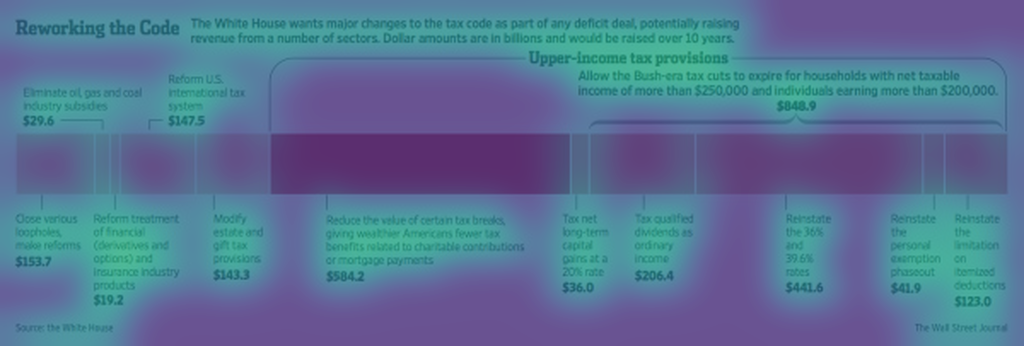 Reworking the Code
The White House wants major changes to the tax code as part of any deficit deal, potentially raising
revenue from a number of sectors. Dollar amounts are in billions and would be raised over 10 years.
Upper-income tax provisions
Allow the Bush-era tax cuts to expire for households with net taxable
income of more than $250,000 and individuals earning more than $200,000.
$848.9
Eliminate oil, gas and coal
industry subsidies
$29.6
Reform U.S.
international tax
system
$147.5
Close various
loopholes,
make reforms
$153.7
Reform treatment
of financial
(derivatives and
options) and
insurance industry
products
$19.2
Modify
estate and
gift tax
provisions
$143.3
Reduce the value of certain tax breaks,
giving wealthier Americans fewer tax
benefits related to charitable contributions
or mortgage payments
$584.2
Tax net
long-term
capital
gains at a
20% rate
$36.0
Tax qualified
dividends as
ordinary
income
$206.4
Reinstate
the 36%
and
39.6%
rates
$441.6
Reinstate
the
personal
exemption
phaseout
$41.9
Reinstate
the
limitation
on
itemized
deductions
$123.0
Source: the White House
The Wall Street Journal